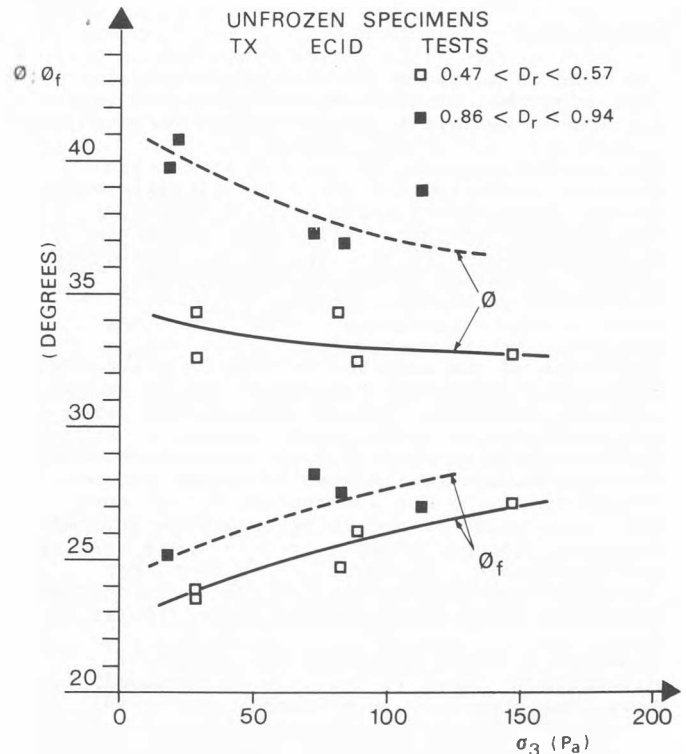 UNFROZEN SPECIMENS
TX ECID TESTS
Ø: Øf
0.47 < Dr < 0.57
0.86 < Dr < 0.94
40
(DEGREES)
35
Ø
30
25
Øf
20
0 50 100 150 200
σ3 (Pa)